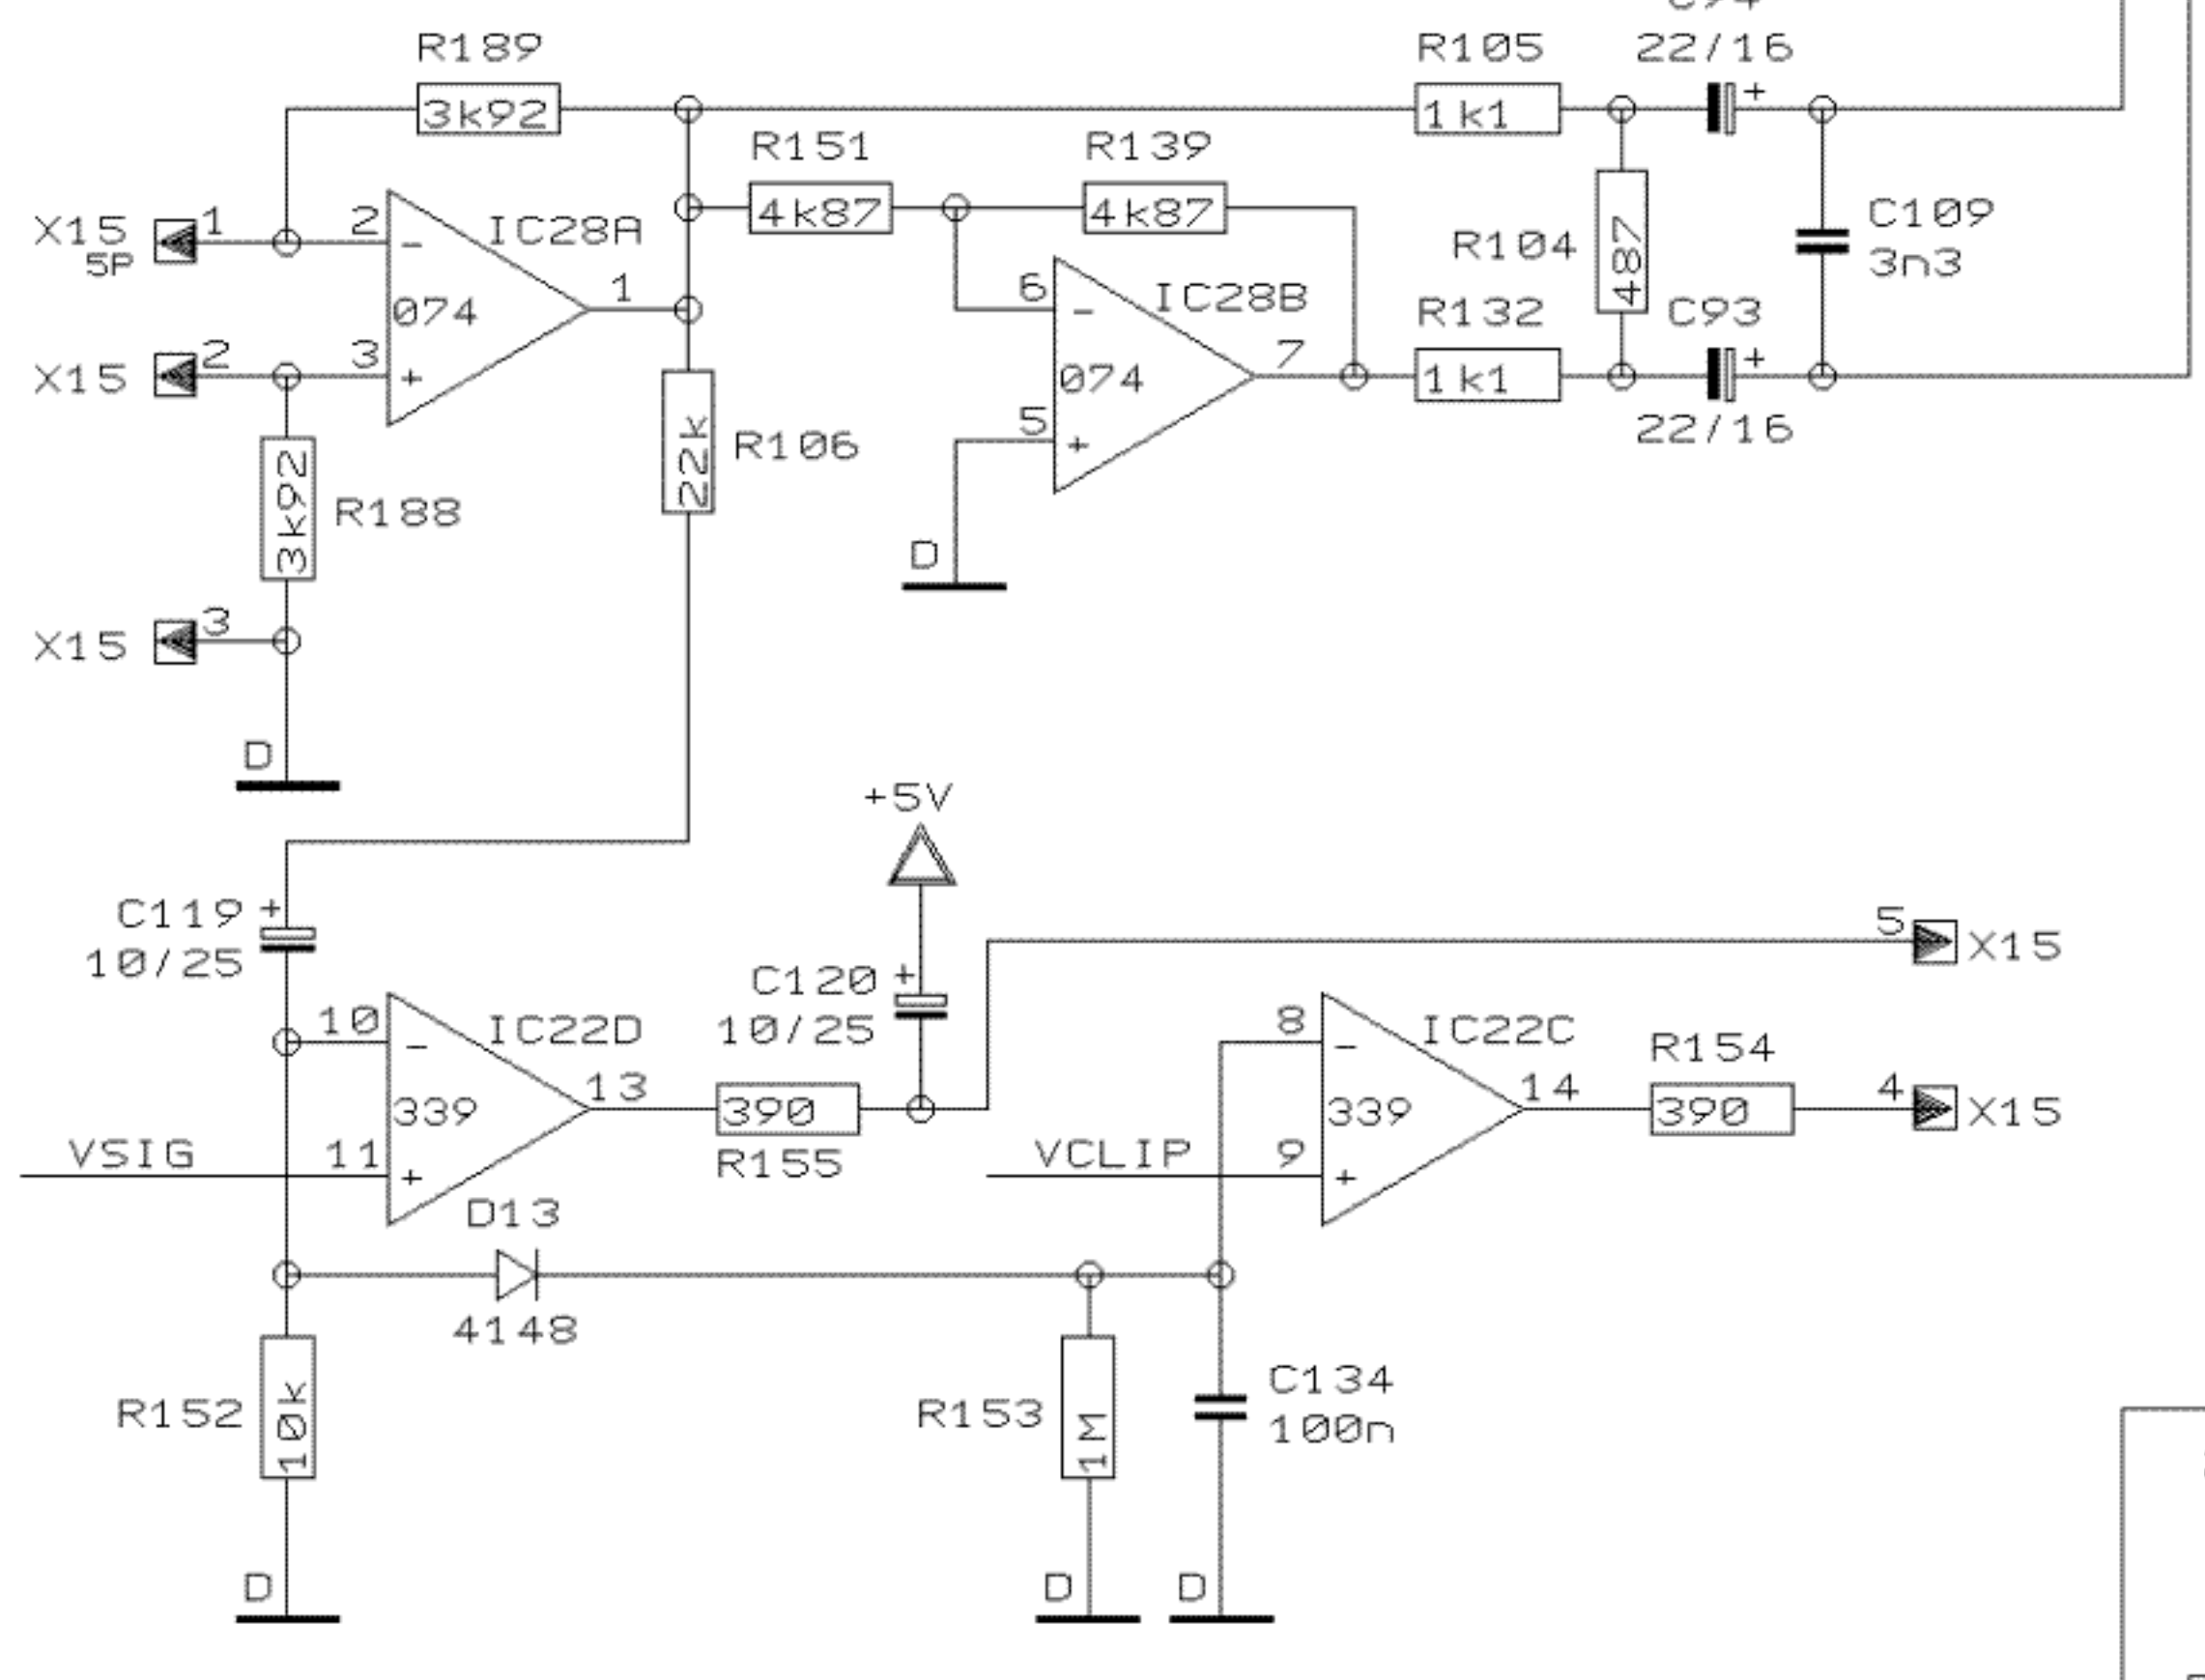 R189
3k92
R105
1k1
22/16
R151
4k87
R139
4k87
X15
5P
1
2
-
IC28A
074
1
X15
2
3
+
R104
487
C109
3n3
6
-
IC28B
074
7
5
+
R132
1k1
C93
22/16
3k92
R188
22k
R106
D
X15
3
D
+5V
C119
+
10/25
C120
+
10/25
5
X15
10
-
IC22D
339
13
390
R155
VSIG
11
+
8
-
IC22C
339
14
R154
390
4
X15
VCLIP
9
+
D13
4148
R152
10k
R153
1M
C134
100n
D
D
D
+
+